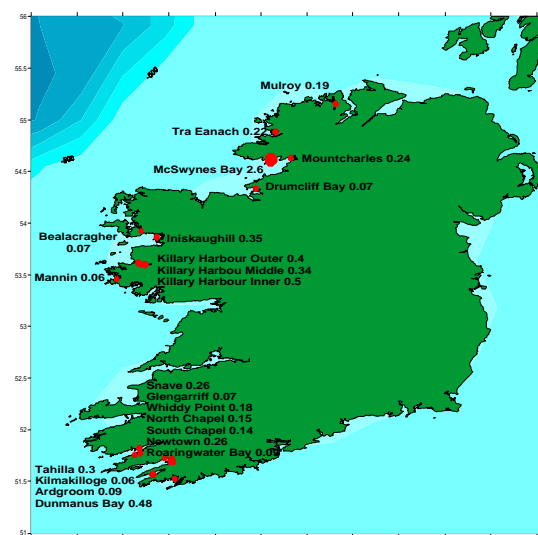 56
55.5
55
54.5
54
53.5
53
52.5
52
51.5
51
Mulroy 0.19
Tra Eanach 0.22
Mountcharles 0.24
McSwynes Bay 2.6
Drumcliff Bay 0.07
Bealacragher
0.07
Iniskaughill 0.35
Killary Harbour Outer 0.4
Killary Harbou Middle 0.34
Killary Harbour Inner 0.5
Mannin 0.06
Snave 0.26
Glengarriff 0.07
Whiddy Point 0.18
North Chapel 0.15
South Chapel 0.14
Newtown 0.26
Roaringwater Bay
Tahilla 0.3
Kilmakilloge 0.06
Ardgroom 0.09
Dunmanus Bay 0.48